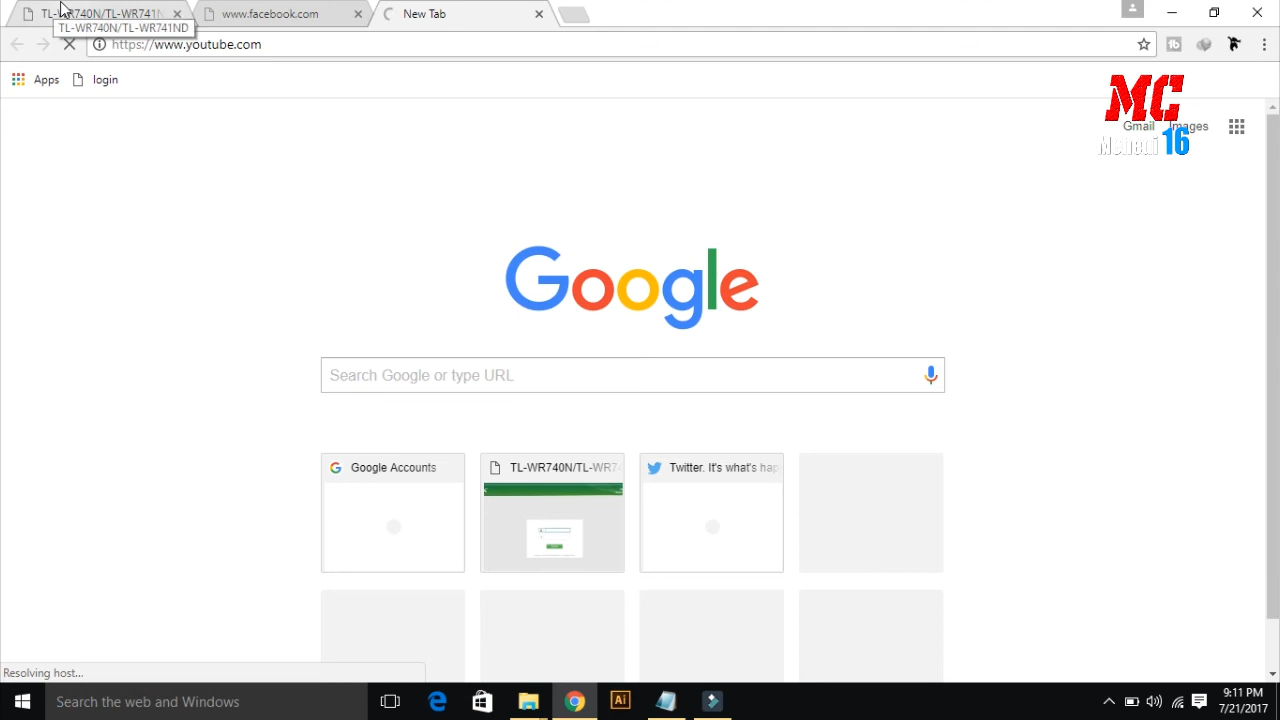 TL-WR740N/TL-WR741N
www.facebook.com
New Tab
TL-WR740N/TL-WR741ND
https://www.youtube.com
Apps
login
MC
Mehedi 16
Gmail
Images
Google
Search Google or type URL
Google Accounts
TL-WR740N/TL-WR7
Twitter. It's what's hap
Resolving host...
Search the web and Windows
Ai
9:11 PM
7/21/2017